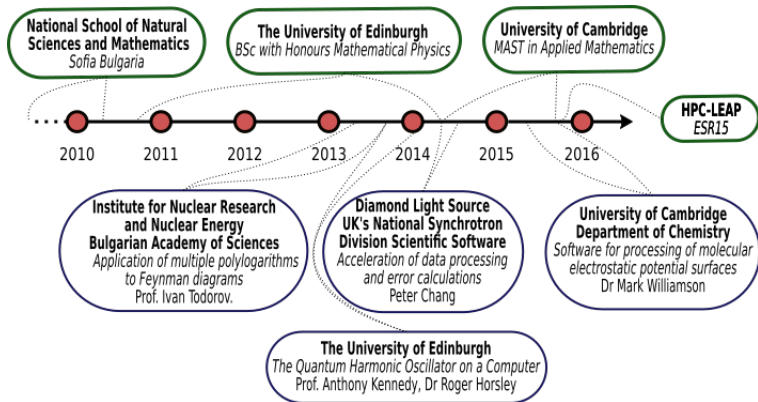 National School of Natural
Sciences and Mathematics
Sofia Bulgaria
The University of Edinburgh
BSc with Honours Mathematical Physics
University of Cambridge
MAST in Applied Mathematics
HPC-LEAP
ESR15
2010
2011
2012
2013
2014
2015
2016
Institute for Nuclear Research
and Nuclear Energy
Bulgarian Academy of Sciences
Application of multiple polylogarithms
to Feynman diagrams
Prof. Ivan Todorov.
Diamond Light Source
UK's National Synchrotron
Division Scientific Software
Acceleration of data processing
and error calculations
Peter Chang
University of Cambridge
Department of Chemistry
Software for processing of molecular
electrostatic potential surfaces
Dr Mark Williamson
The University of Edinburgh
The Quantum Harmonic Oscillator on a Computer
Prof. Anthony Kennedy, Dr Roger Horsley